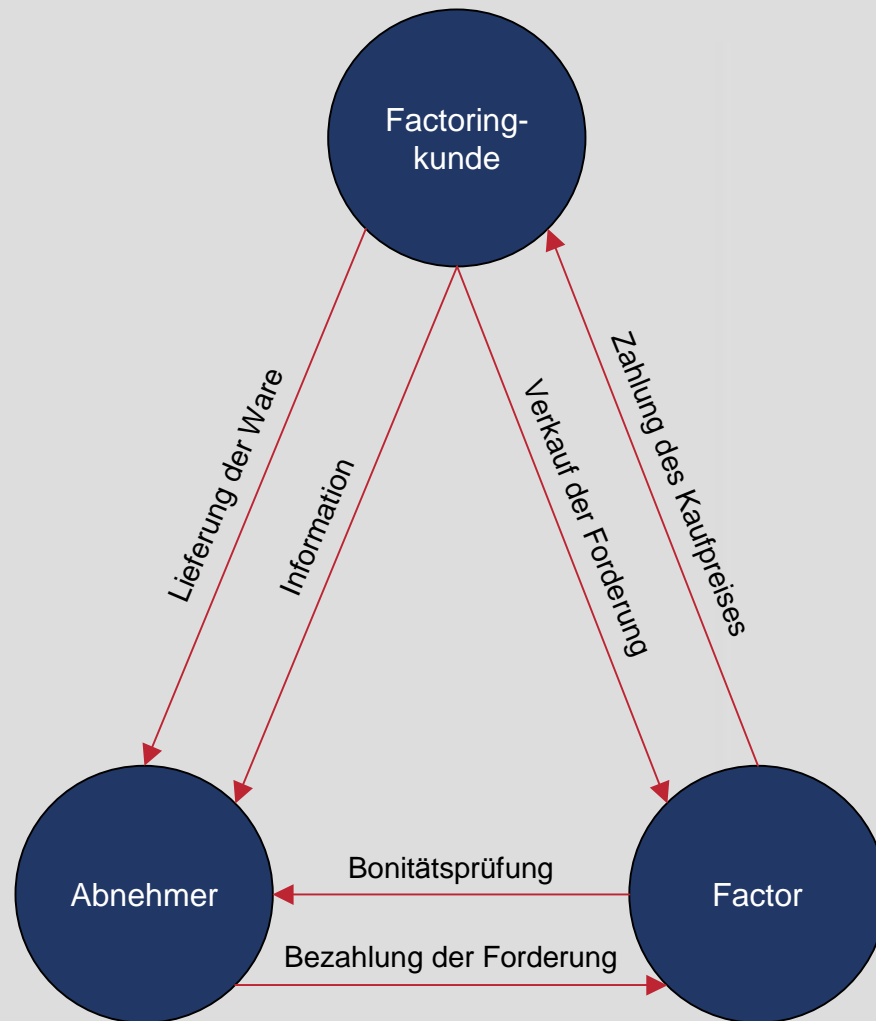 Factoring-
kunde
Lieferung der Ware
Information
Verkauf der Forderung
Zahlung des Kaufpreises
Abnehmer
Bonitätsprüfung
Bezahlung der Forderung
Factor